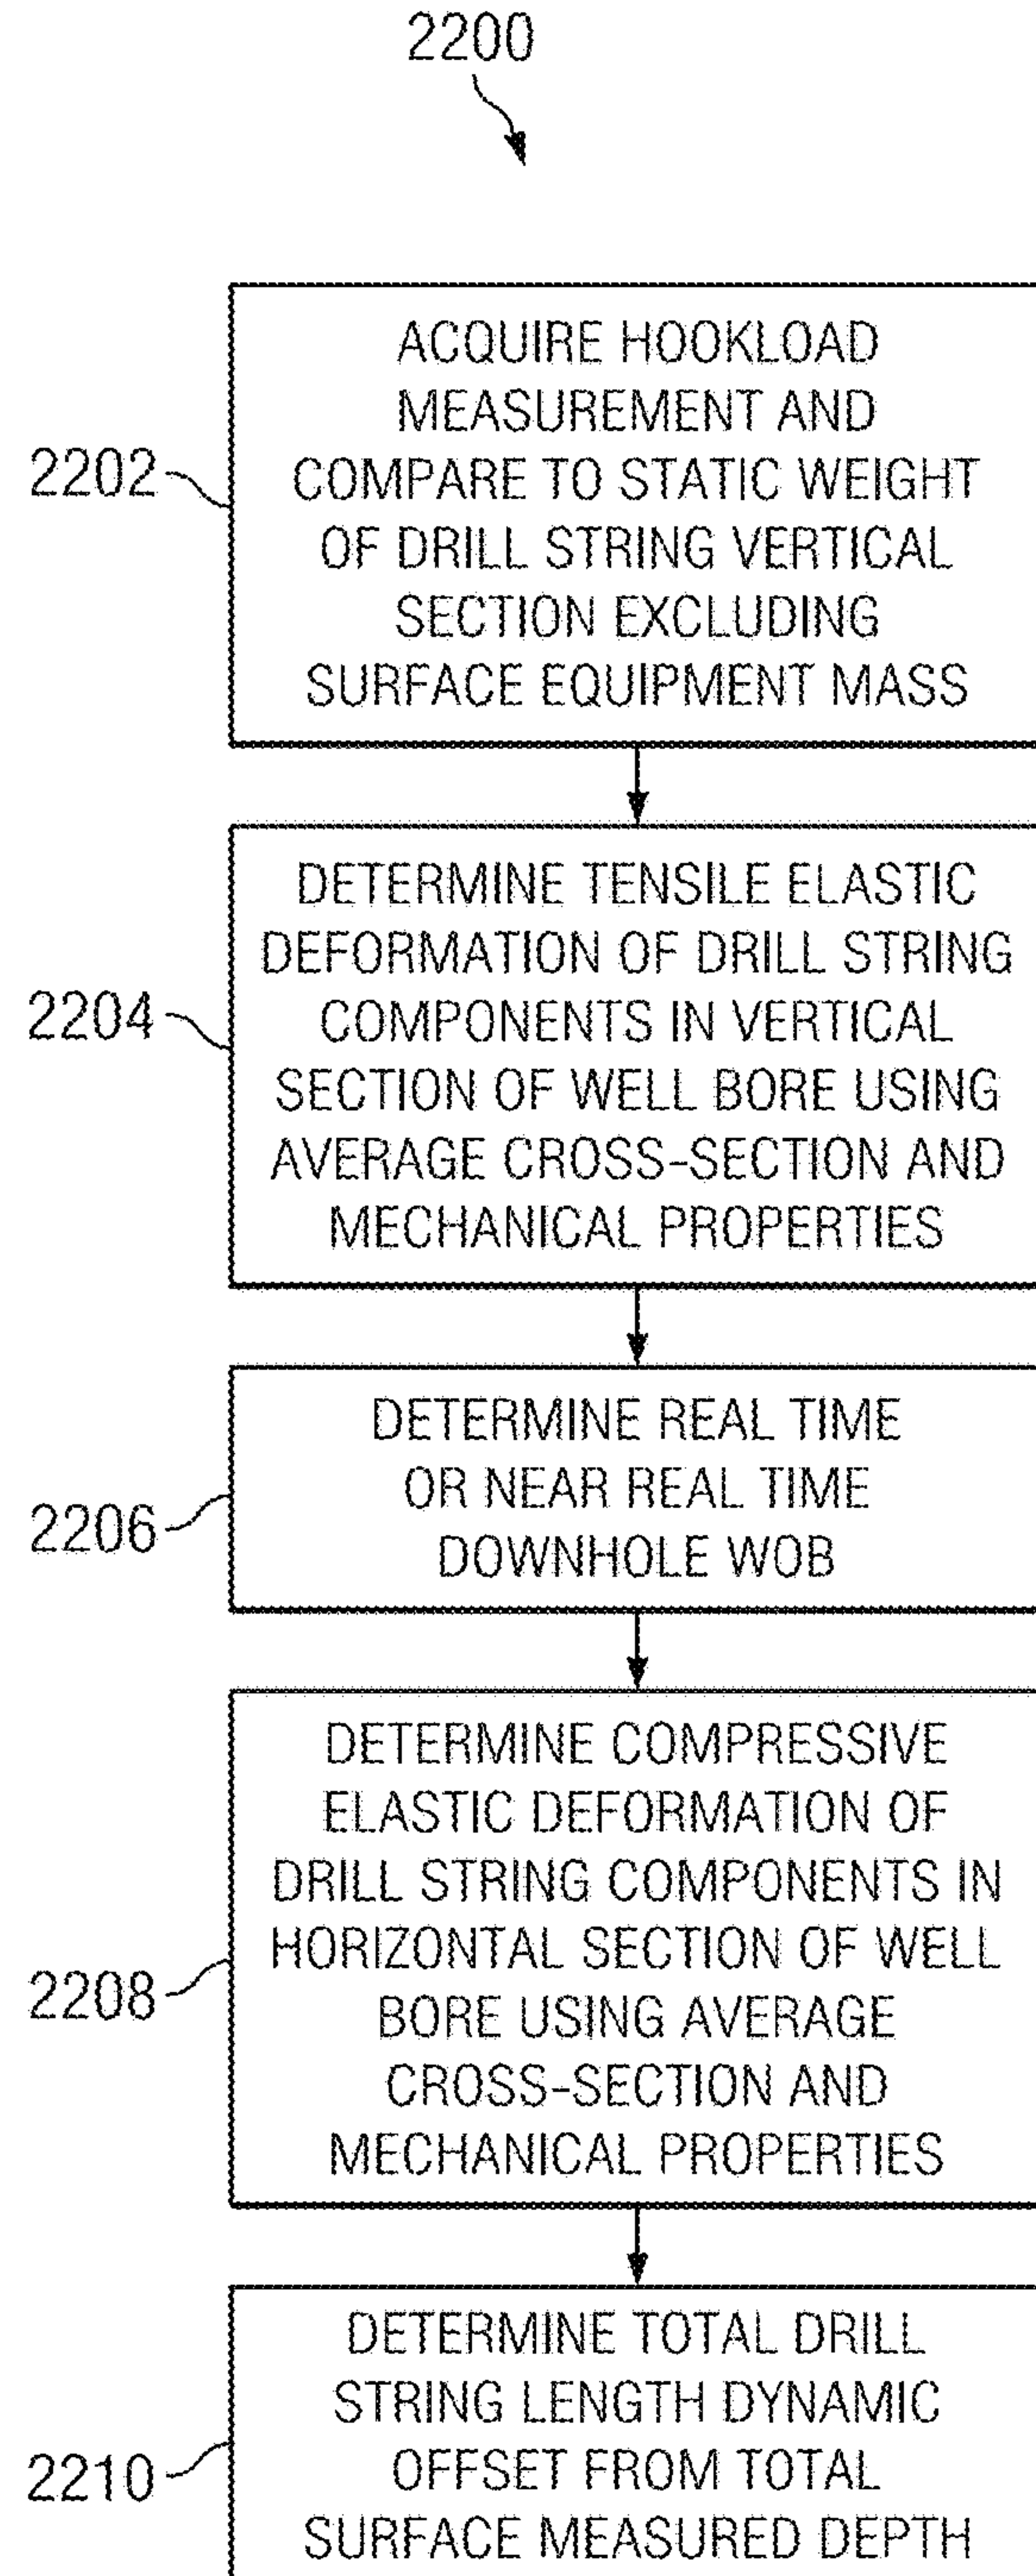 2200
ACQUIRE HOOKLOAD
MEASUREMENT AND
COMPARE TO STATIC WEIGHT
OF DRILL STRING VERTICAL
SECTION EXCLUDING
SURFACE EQUIPMENT MASS
2202
DETERMINE TENSILE ELASTIC
DEFORMATION OF DRILL STRING
COMPONENTS IN VERTICAL
SECTION OF WELL BORE USING
AVERAGE CROSS-SECTION AND
MECHANICAL PROPERTIES
2204
DETERMINE REAL TIME
OR NEAR REAL TIME
DOWNHOLE WOB
2206
DETERMINE COMPRESSIVE
ELASTIC DEFORMATION OF
DRILL STRING COMPONENTS IN
HORIZONTAL SECTION OF WELL
BORE USING AVERAGE
CROSS-SECTION AND
MECHANICAL PROPERTIES
2208
DETERMINE TOTAL DRILL
STRING LENGTH DYNAMIC
OFFSET FROM TOTAL
SURFACE MEASURED DEPTH
2210